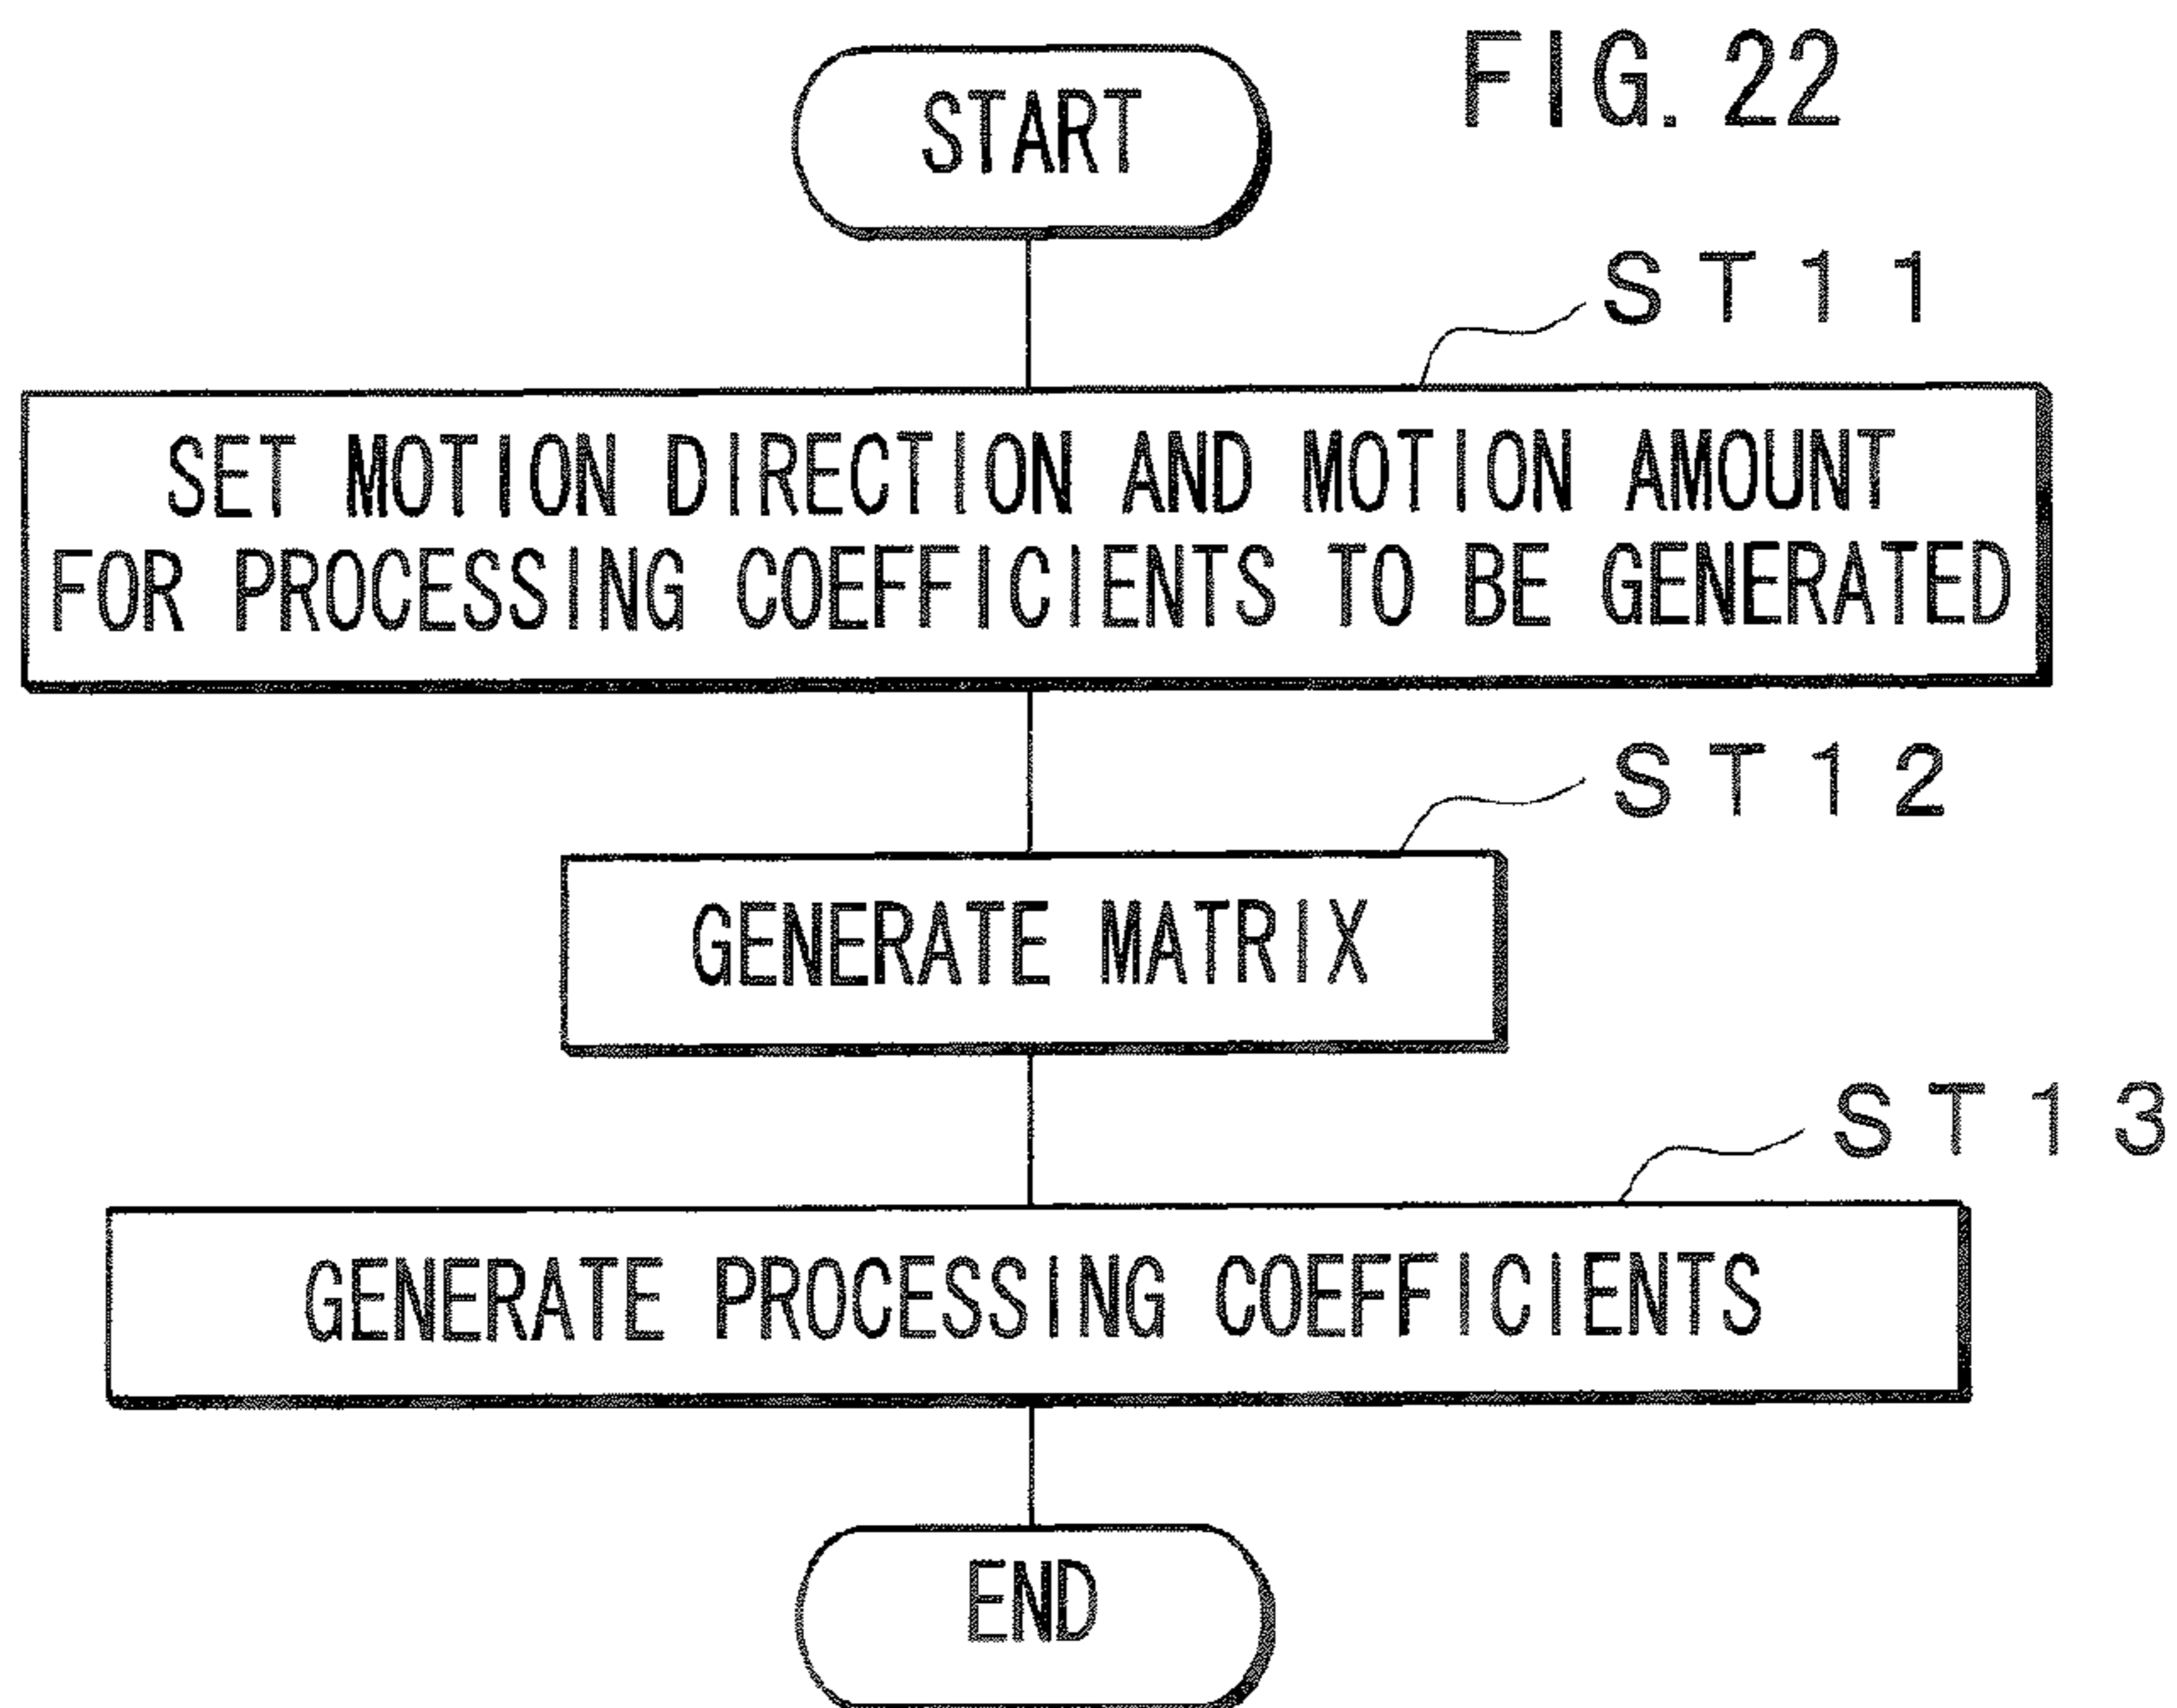 FIG. 22
START
ST11
SET MOTION DIRECTION AND MOTION AMOUNT
FOR PROCESSING COEFFICIENTS TO BE GENERATED
ST12
GENERATE MATRIX
ST13
GENERATE PROCESSING COEFFICIENTS
END